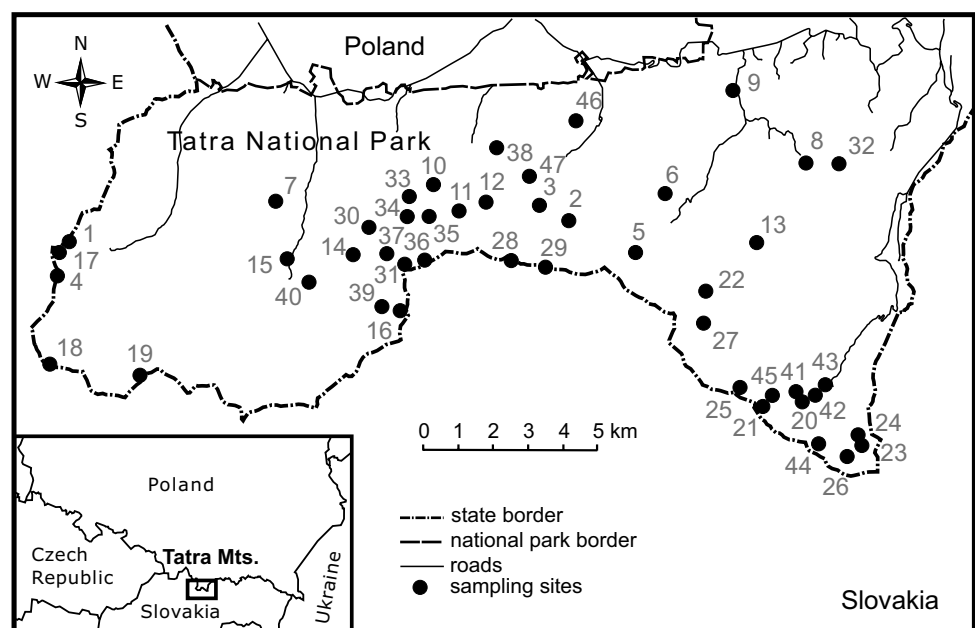 Poland
N
W E
S
Tatra National Park
46
9
38
47
8
32
10
33
11
12
3
2
6
7
34
35
30
1
17
4
15
14
37
36
31
28
29
5
13
40
39
16
22
27
18
19
25
45
21
41
20
43
42
24
23
44
26
0 1 2 3 4 5 km
state border
national park border
roads
sampling sites
Slovakia
Poland
Czech
Republic
Tatra Mts.
Slovakia
Ukraine